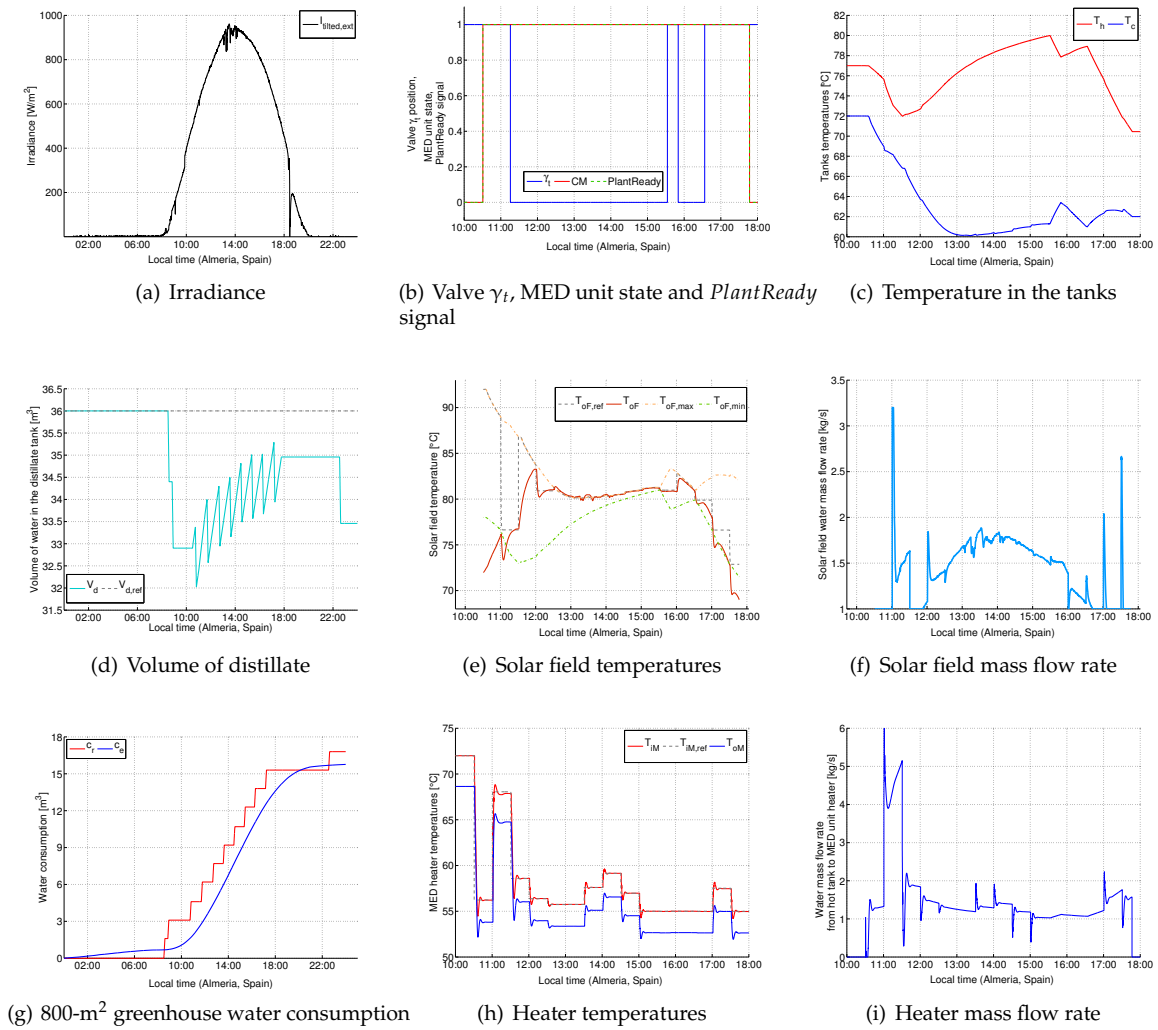 I_tilted,ext
1000
800
600
400
200
Irradiance [W/m²]
02:00 06:00 10:00 14:00 18:00 22:00
Local time (Almeria, Spain)
(a) Irradiance
1
0.8
0.6
0.4
0.2
0
Valve γ_t position,
MED unit state,
PlantReady signal
γ_t CM PlantReady
10:00 11:00 12:00 13:00 14:00 15:00 16:00 17:00 18:00
Local time (Almeria, Spain)
(b) Valve γ_t, MED unit state and PlantReady
signal
82
80
78
76
74
72
70
68
66
64
62
60
Tanks temperatures [ºC]
T_h T_c
10:00 11:00 12:00 13:00 14:00 15:00 16:00 17:00 18:00
Local time (Almeria, Spain)
(c) Temperature in the tanks
36.5
36
35.5
35
34.5
34
33.5
33
32.5
32
31.5
Volume of water in the distillate tank [m³]
V_d V_d,ref
02:00 06:00 10:00 14:00 18:00 22:00
Local time (Almeria, Spain)
(d) Volume of distillate
90
85
80
75
70
Solar field temperature [°C]
T_oF,ref T_oF T_oF,max T_oF,min
10:00 11:00 12:00 13:00 14:00 15:00 16:00 17:00 18:00
Local time (Almeria, Spain)
(e) Solar field temperatures
3.5
3
2.5
2
1.5
1
Solar field water mass flow rate [kg/s]
10:00 11:00 12:00 13:00 14:00 15:00 16:00 17:00 18:00
Local time (Almeria, Spain)
(f) Solar field mass flow rate
18
15
12
9
6
3
0
Water consumption [m³]
c_r c_e
02:00 06:00 10:00 14:00 18:00 22:00
Local time (Almeria, Spain)
(g) 800-m² greenhouse water consumption
75
70
65
60
55
50
MED heater temperatures [°C]
T_iM T_iM,ref T_oM
10:00 11:00 12:00 13:00 14:00 15:00 16:00 17:00 18:00
Local time (Almeria, Spain)
(h) Heater temperatures
6
5
4
3
2
1
0
Water mass flow rate
from hot tank to MED unit heater [kg/s]
10:00 11:00 12:00 13:00 14:00 15:00 16:00 17:00 18:00
Local time (Almeria, Spain)
(i) Heater mass flow rate